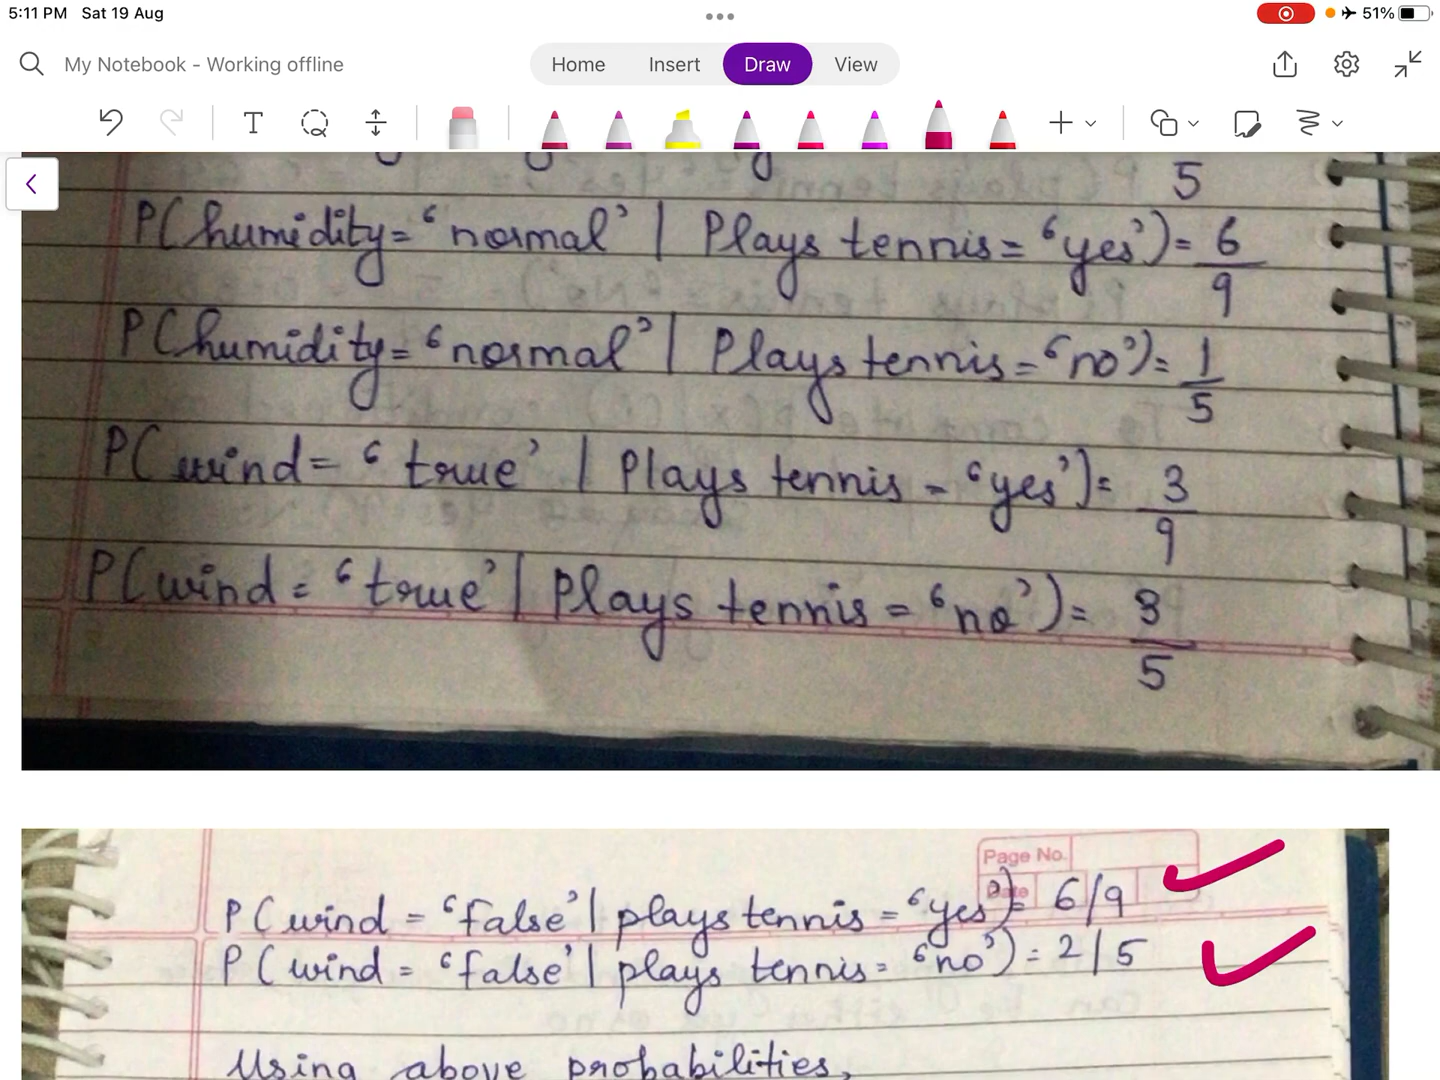 5:11 PM Sat 19 Aug
51%
My Notebook - Working offline
Home Insert Draw View
T
5
P(humidity= 'normal' | Plays tennis= 'yes')= 6/9
P(humidity= 'normal' | Plays tennis= 'no')= 1/5
P(wind= 'true' | Plays tennis = 'yes')= 3/9
P(wind= 'true' | Plays tennis = 'no')= 3/5
Page No.
Date
P(wind = 'false' | plays tennis = 'yes')= 6/9
P(wind = 'false' | plays tennis= 'no') = 2/5
Using above probabilities,